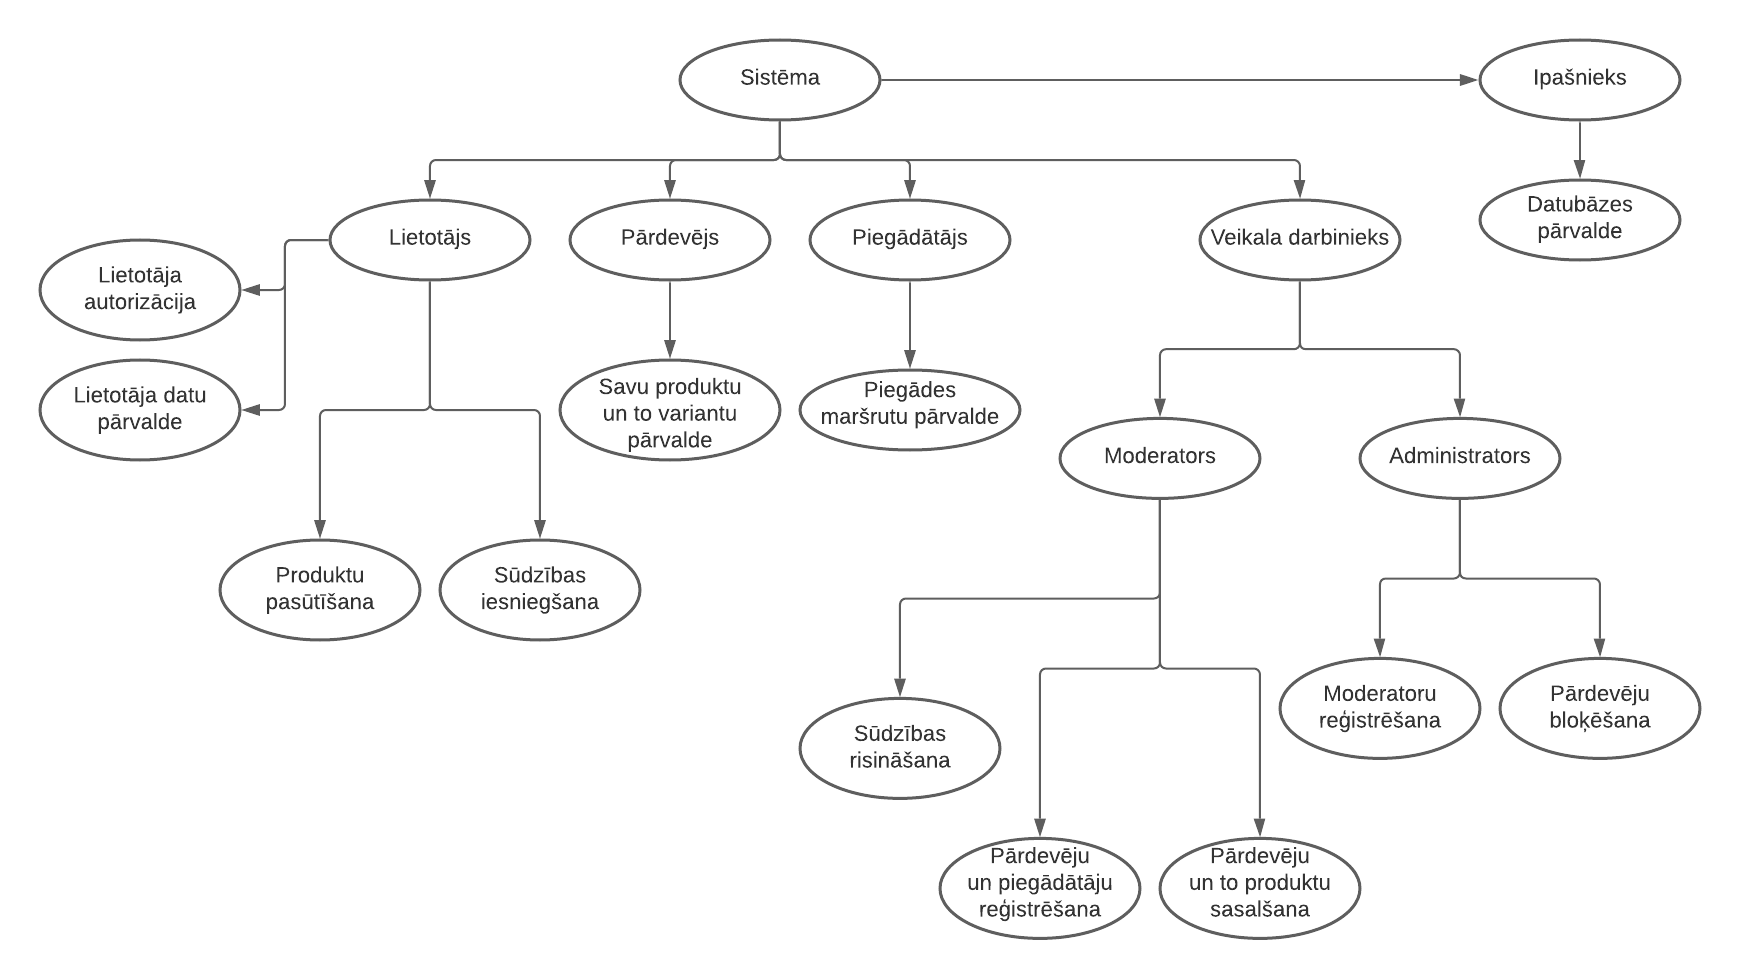 Sistēma
Ipašnieks
Datubāzes
pārvalde
Lietotājs
Pārdevējs
Piegādātājs
Veikala darbinieks
Lietotāja
autorizācija
Lietotāja datu
pārvalde
Savu produktu
un to variantu
pārvalde
Piegādes
maršrutu pārvalde
Moderators
Administrators
Produktu
pasūtīšana
Sūdzības
iesniegšana
Sūdzības
risināšana
Moderatoru
reģistrēšana
Pārdevēju
bloķēšana
Pārdevēju
un piegādātāju
reģistrēšana
Pārdevēju
un to produktu
sasalšana